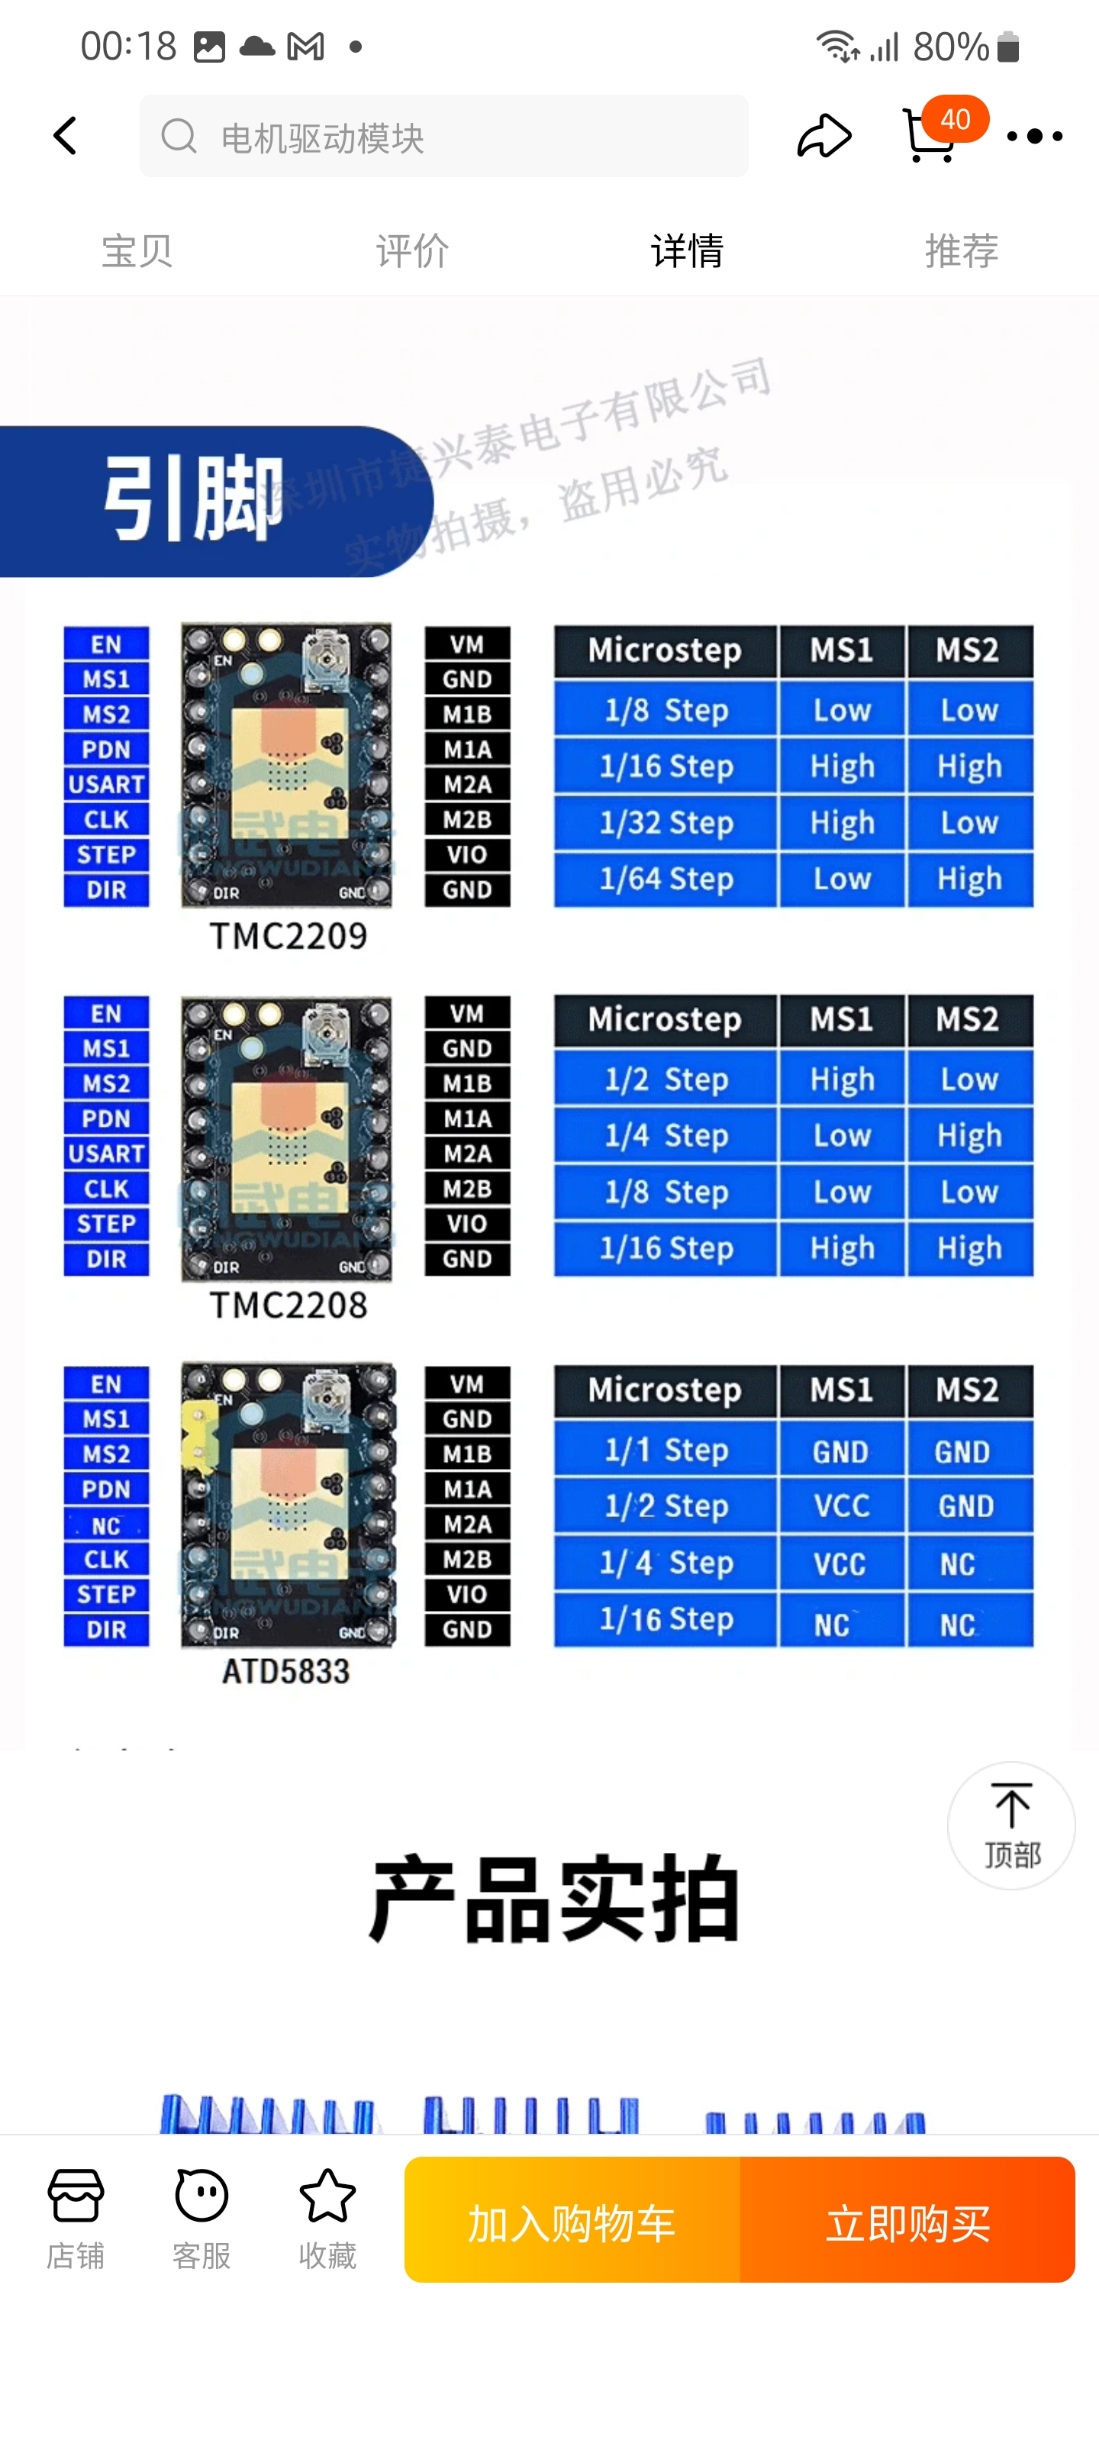 00:18
80%
电机驱动模块
40
宝贝 评价 详情 推荐
深圳市捷兴泰电子有限公司
实物拍摄，盗用必究
引脚
EN VM Microstep MS1 MS2
MS1 GND 1/8 Step Low Low
MS2 M1B
PDN M1A 1/16 Step High High
USART M2A
CLK M2B 1/32 Step High Low
STEP VIO
DIR DIR GND GND 1/64 Step Low High
TMC2209
EN VM Microstep MS1 MS2
MS1 GND 1/2 Step High Low
MS2 M1B
PDN M1A 1/4 Step Low High
USART M2A
CLK M2B 1/8 Step Low Low
STEP VIO
DIR DIR GND GND 1/16 Step High High
TMC2208
EN VM Microstep MS1 MS2
MS1 GND 1/1 Step GND GND
MS2 M1B
PDN M1A 1/2 Step VCC GND
NC M2A
CLK M2B 1/4 Step VCC NC
STEP VIO
DIR DIR GND GND 1/16 Step NC NC
ATD5833
顶部
产品实拍
店铺 客服 收藏 加入购物车 立即购买